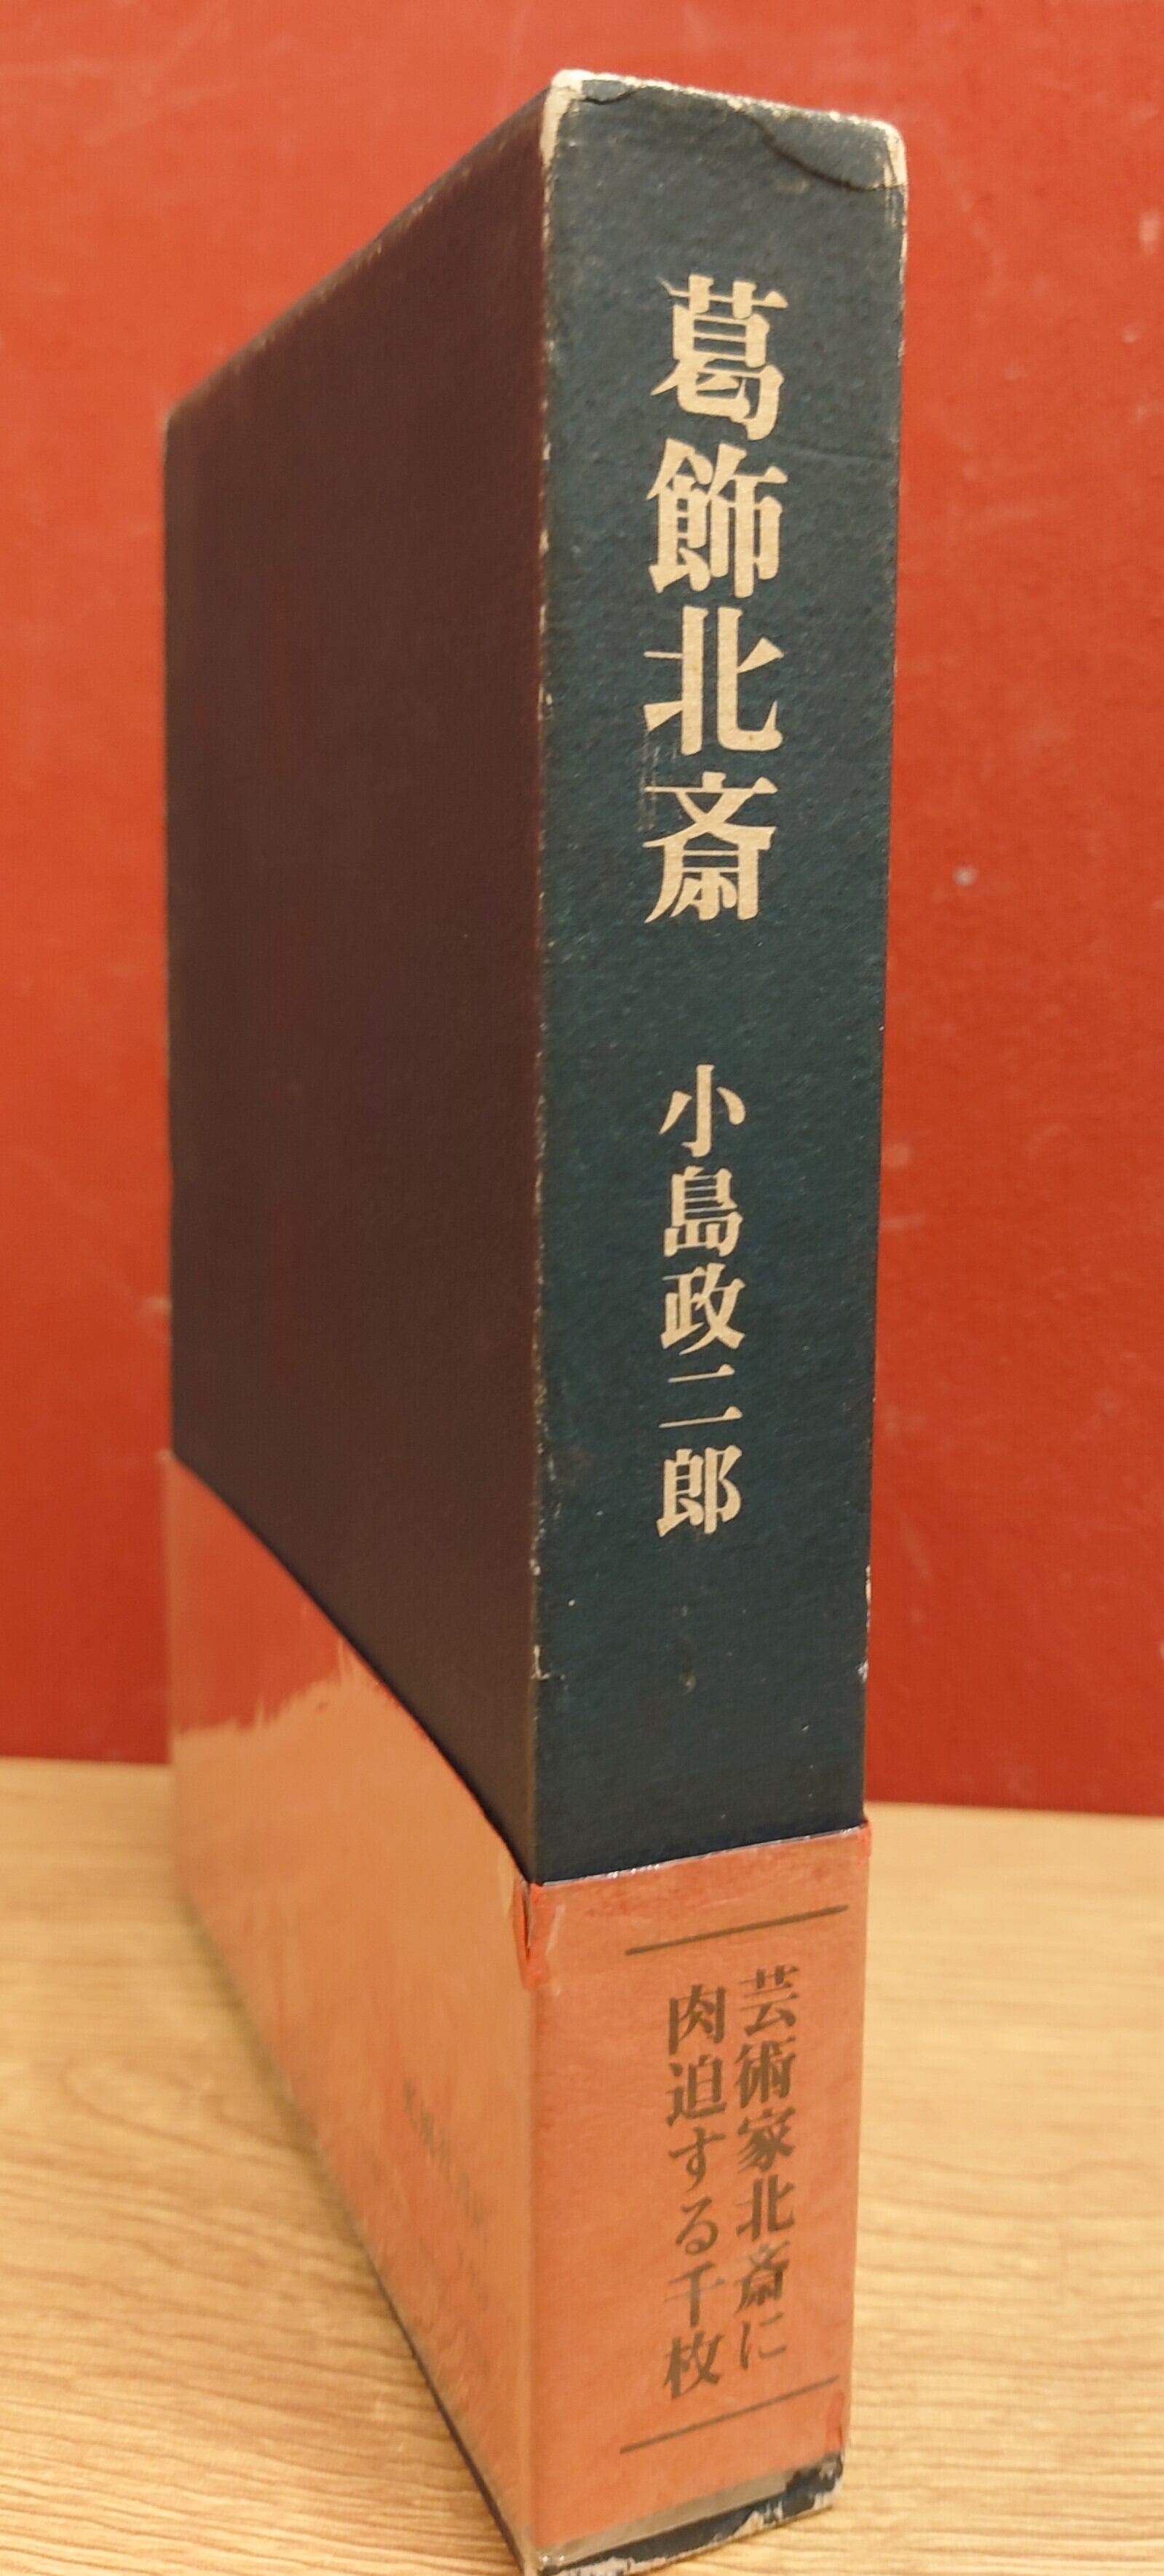 葛飾北斎
小島政二郎
芸術家北斎に
肉迫する千枚